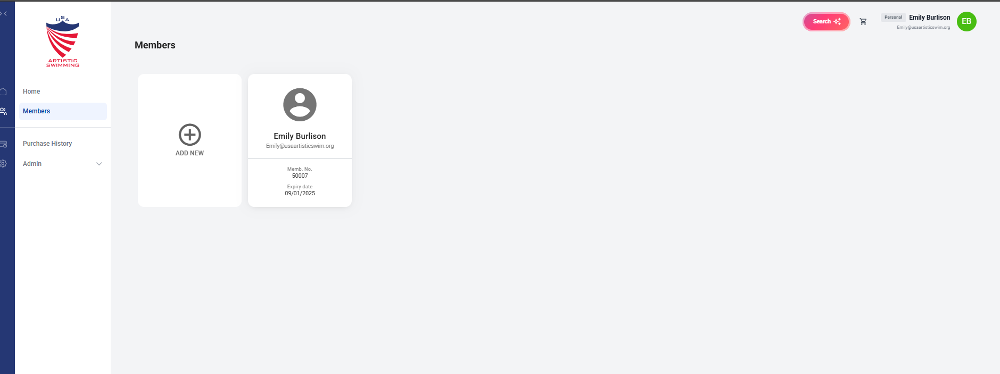 USA
ARTISTIC
SWIMMING
Home
Members
Purchase History
Admin
Search
Personal
Emily Burlison
Emily@usaartisticswim.org
EB
Members
ADD NEW
Emily Burlison
Emily@usaartisticswim.org
Memb. No.
50007
Expiry date
09/01/2025